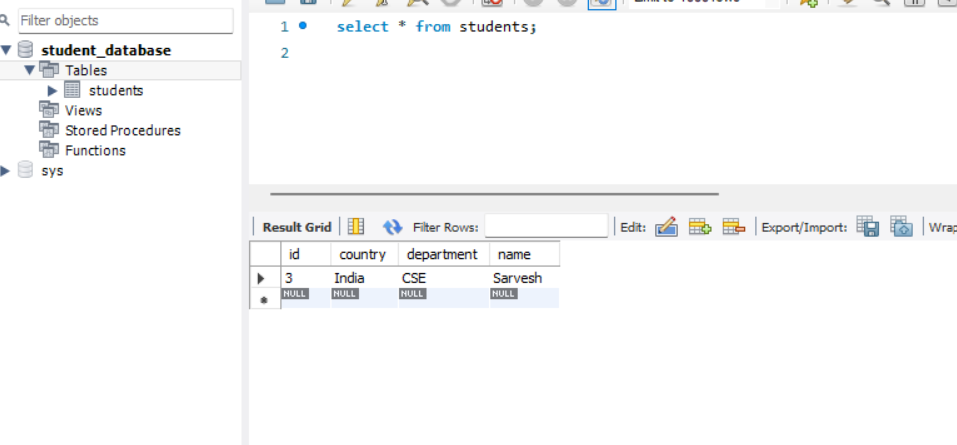 Filter objects
student_database
Tables
students
Views
Stored Procedures
Functions
sys
1 select * from students;
2
Result Grid Filter Rows: Edit: Export/Import: Wrap
id country department name
3 India CSE Sarvesh
NULL NULL NULL NULL